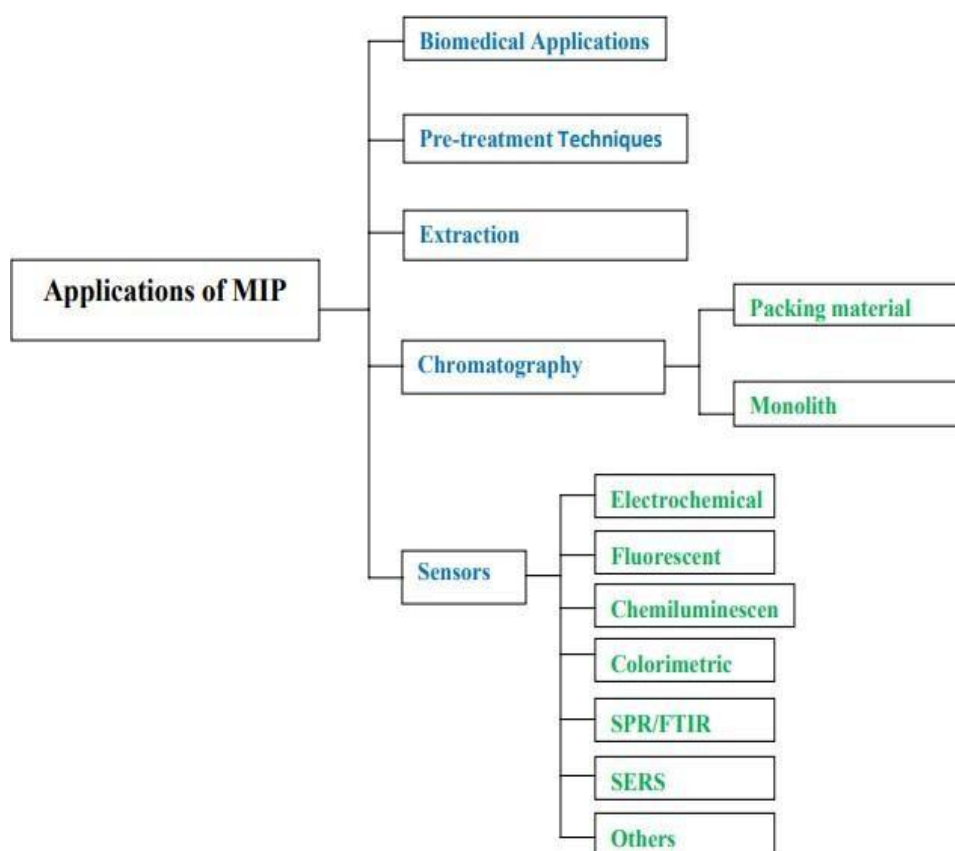 Biomedical Applications
Pre-treatment Techniques
Extraction
Applications of MIP
Packing material
Chromatography
Monolith
Electrochemical
Fluorescent
Sensors
Chemiluminescen
Colorimetric
SPR/FTIR
SERS
Others